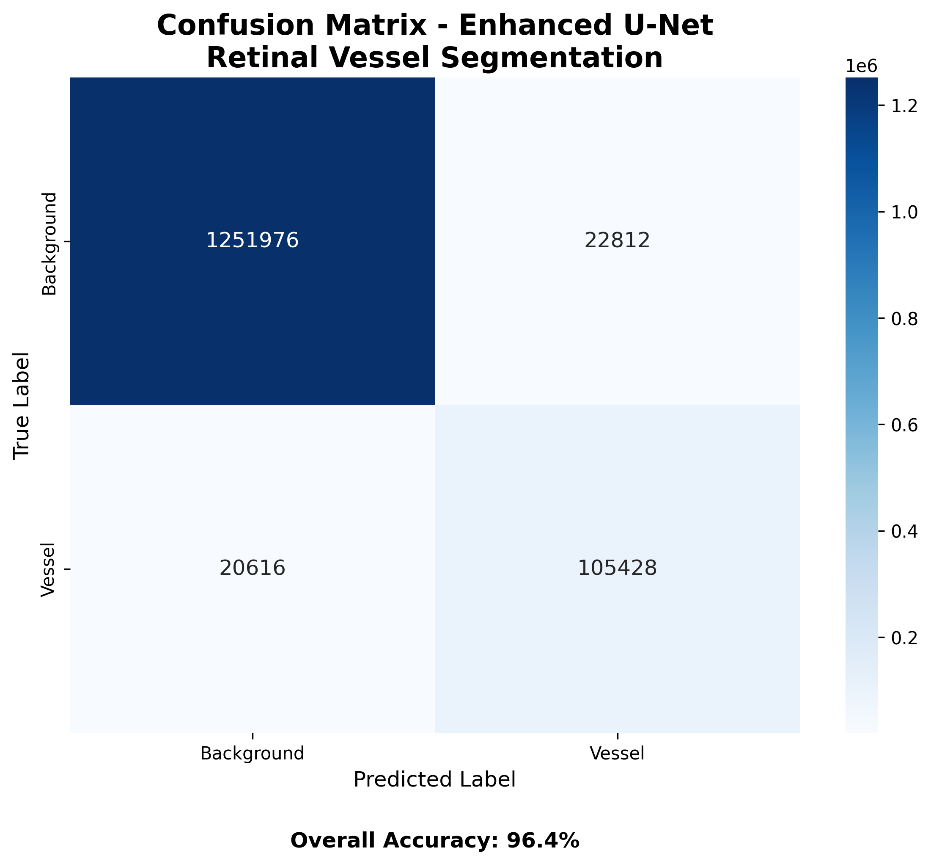 Confusion Matrix - Enhanced U-Net
Retinal Vessel Segmentation
1e6
1.2
1.0
0.8
0.6
0.4
0.2
True Label
Background
1251976
22812
Vessel
20616
105428
Background
Vessel
Predicted Label
Overall Accuracy: 96.4%